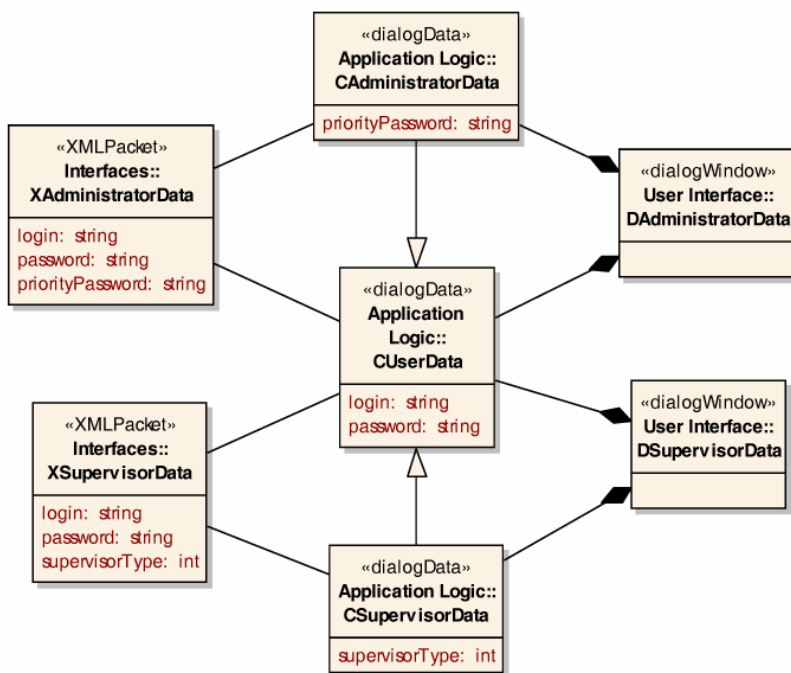 «dialogData»
Application Logic::
CAdministratorData
priorityPassword: string
«XMLPacket»
Interfaces::
XAdministratorData
login: string
password: string
priorityPassword: string
«dialogWindow»
User Interface::
DAdministratorData
«dialogData»
Application
Logic::
CUserData
login: string
password: string
«XMLPacket»
Interfaces::
XSupervisorData
login: string
password: string
supervisorType: int
«dialogWindow»
User Interface::
DSupervisorData
«dialogData»
Application Logic::
CSupervisorData
supervisorType: int